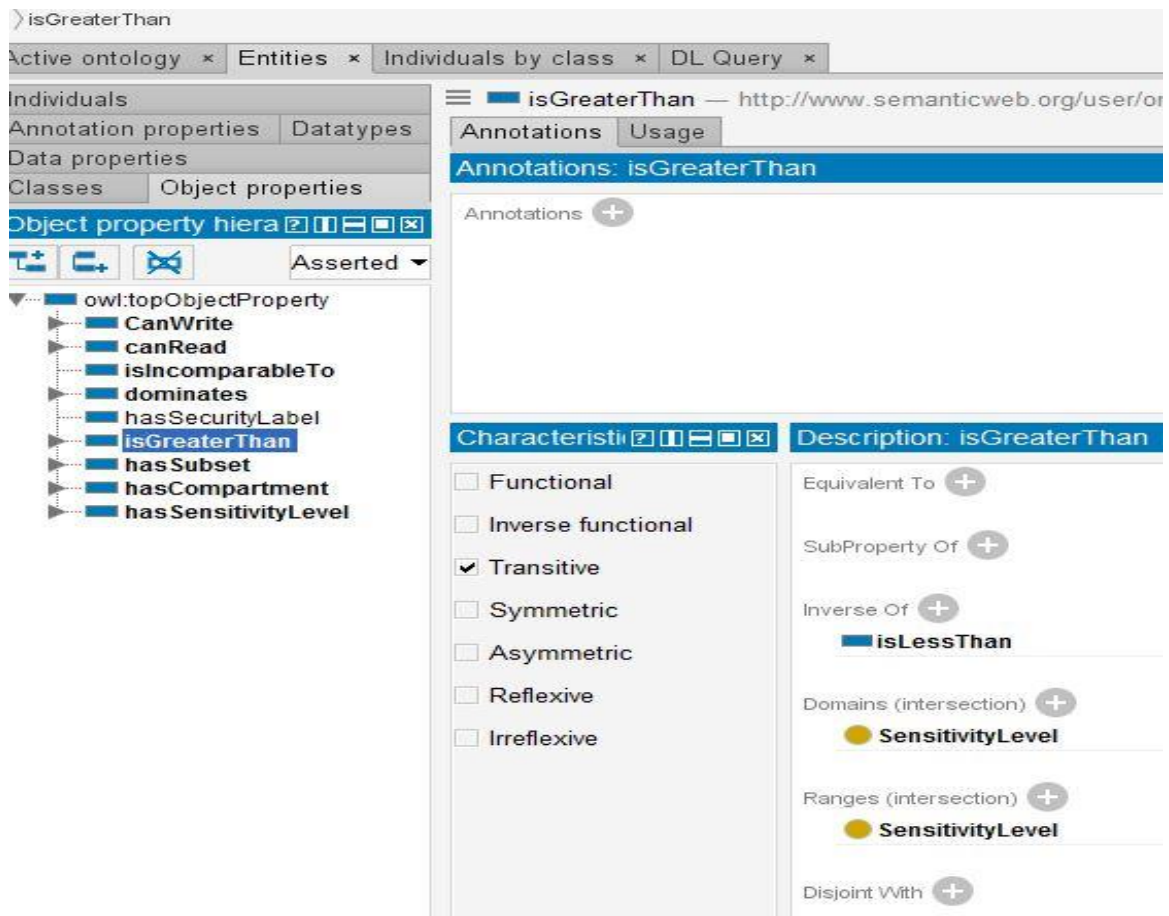 isGreaterThan
Active ontology × Entities × Individuals by class × DL Query ×
Individuals
Annotation properties Datatypes
Data properties
Classes Object properties
Object property hiera
Asserted
owl:topObjectProperty
CanWrite
canRead
isIncomparableTo
dominates
hasSecurityLabel
isGreaterThan
hasSubset
hasCompartment
hasSensitivityLevel
isGreaterThan — http://www.semanticweb.org/user/or
Annotations Usage
Annotations: isGreaterThan
Annotations
Characteristi
Functional
Inverse functional
Transitive
Symmetric
Asymmetric
Reflexive
Irreflexive
Description: isGreaterThan
Equivalent To
SubProperty Of
Inverse Of
isLessThan
Domains (intersection)
SensitivityLevel
Ranges (intersection)
SensitivityLevel
Disjoint With